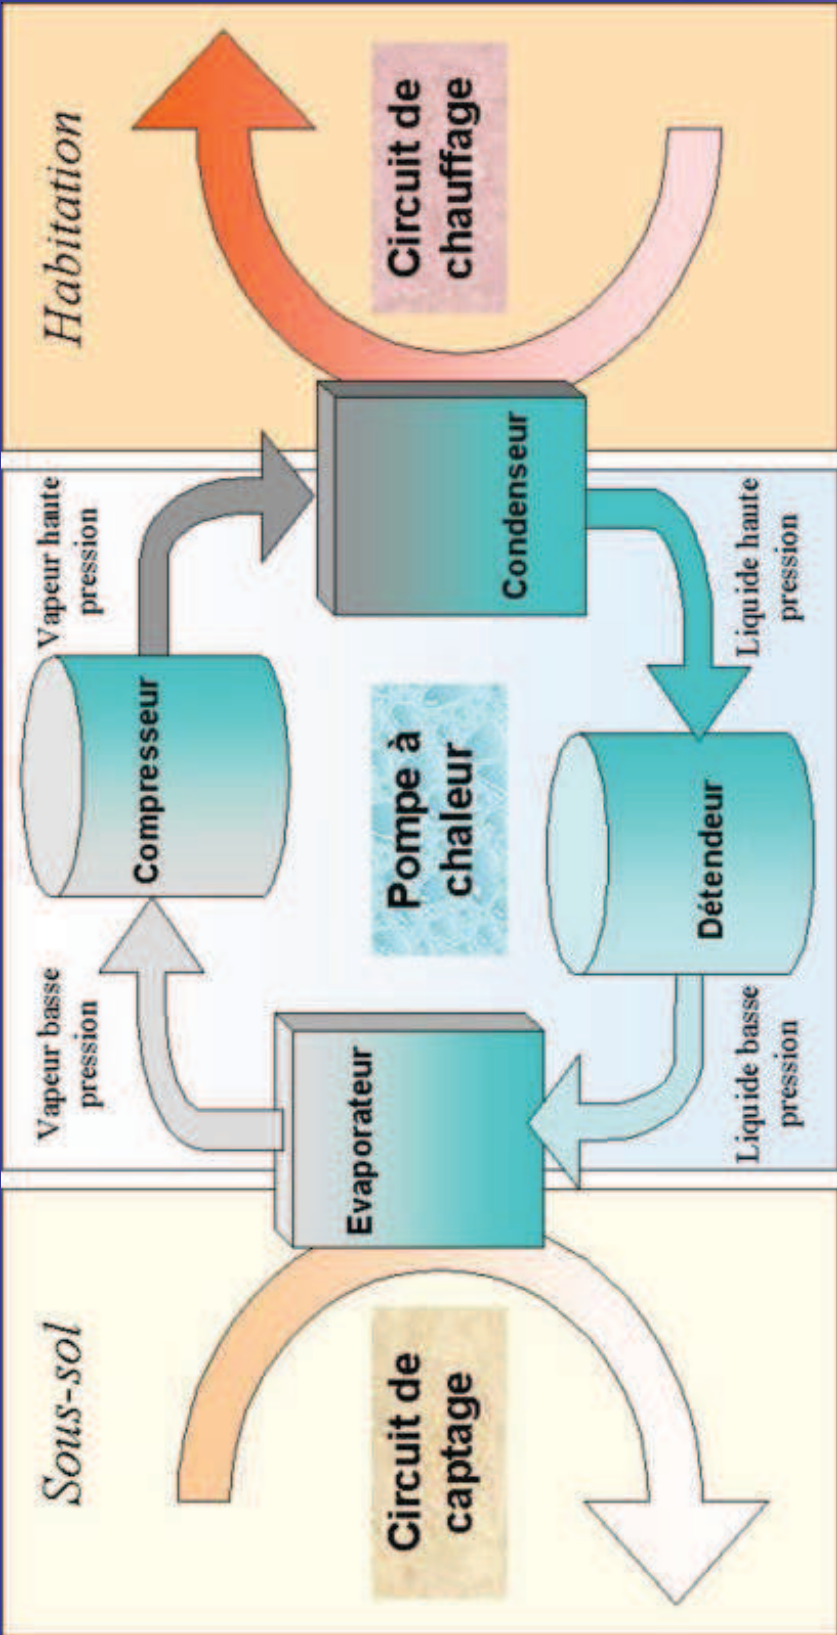 Sous-sol
Circuit de
captage
Vapeur basse
pression
Vapeur haute
pression
Compresseur
Evaporateur
Pompe à
chaleur
Condenseur
Détendeur
Liquide basse
pression
Liquide haute
pression
Habitation
Circuit de
chauffage